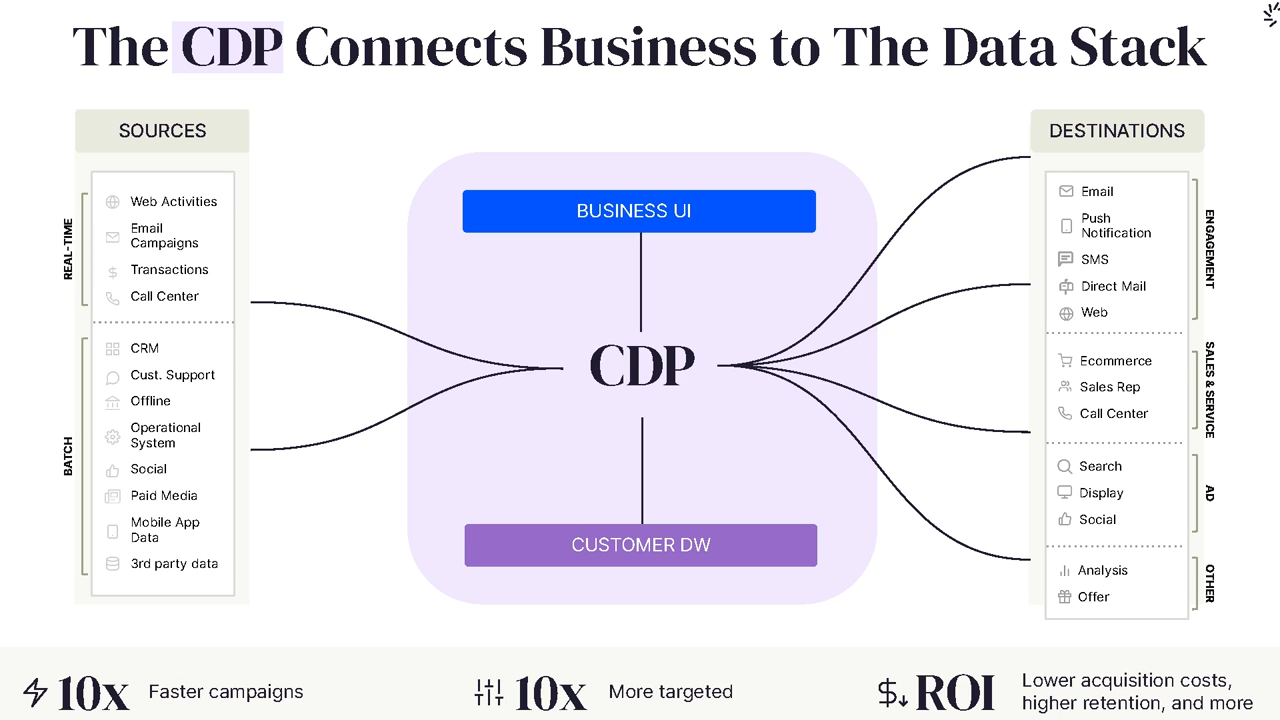 The CDP Connects Business to The Data Stack
SOURCES
REAL-TIME
Web Activities
Email
Campaigns
Transactions
Call Center
BATCH
CRM
Cust. Support
Offline
Operational
System
Social
Paid Media
Mobile App
Data
3rd party data
BUSINESS UI
CDP
CUSTOMER DW
DESTINATIONS
ENGAGEMENT
Email
Push
Notification
SMS
Direct Mail
Web
SALES & SERVICE
Ecommerce
Sales Rep
Call Center
AD
Search
Display
Social
OTHER
Analysis
Offer
10x Faster campaigns
10x More targeted
ROI Lower acquisition costs,
higher retention, and more